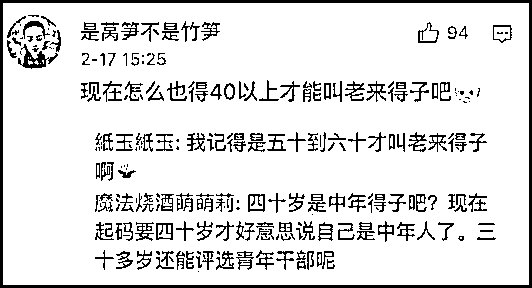 是莴笋不是竹笋
94
2-17 15:25
现在怎么也得40以上才能叫老来得子吧
紙玉紙玉: 我记得是五十到六十才叫老来得子
啊
魔法烧酒萌萌莉: 四十岁是中年得子吧？现在
起码要四十岁才好意思说自己是中年人了。三
十多岁还能评选青年干部呢